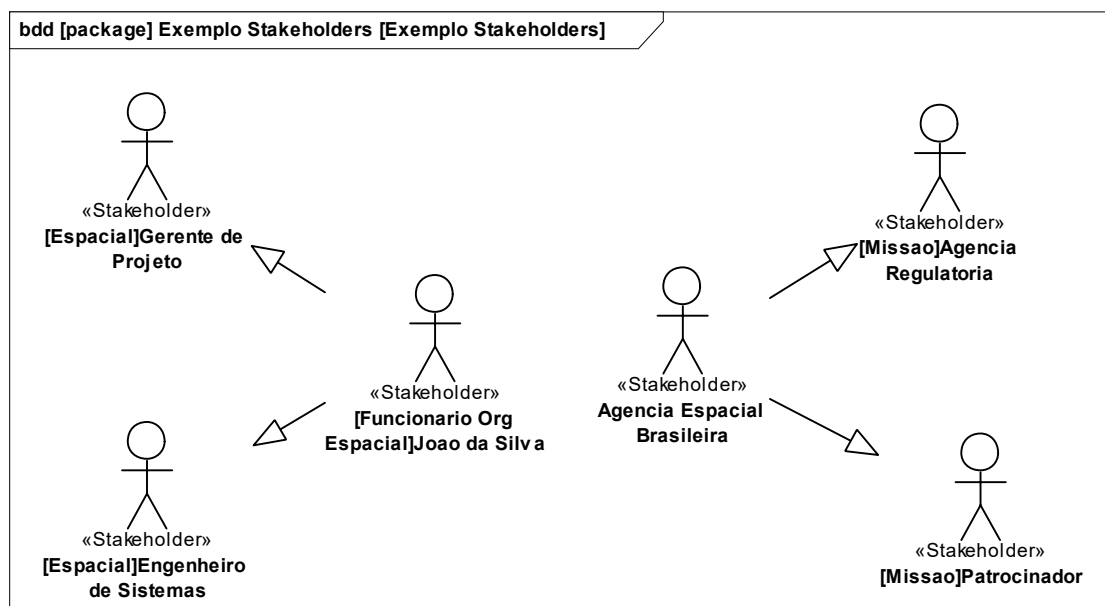 bdd [package] Exemplo Stakeholders [Exemplo Stakeholders]
«Stakeholder»
[Espacial]Gerente de
Projeto
«Stakeholder»
[Missao]Agencia
Regulatoria
«Stakeholder»
[Funcionario Org
Espacial]Joao da Silva
«Stakeholder»
Agencia Espacial
Brasileira
«Stakeholder»
[Espacial]Engenheiro
de Sistemas
«Stakeholder»
[Missao]Patrocinador